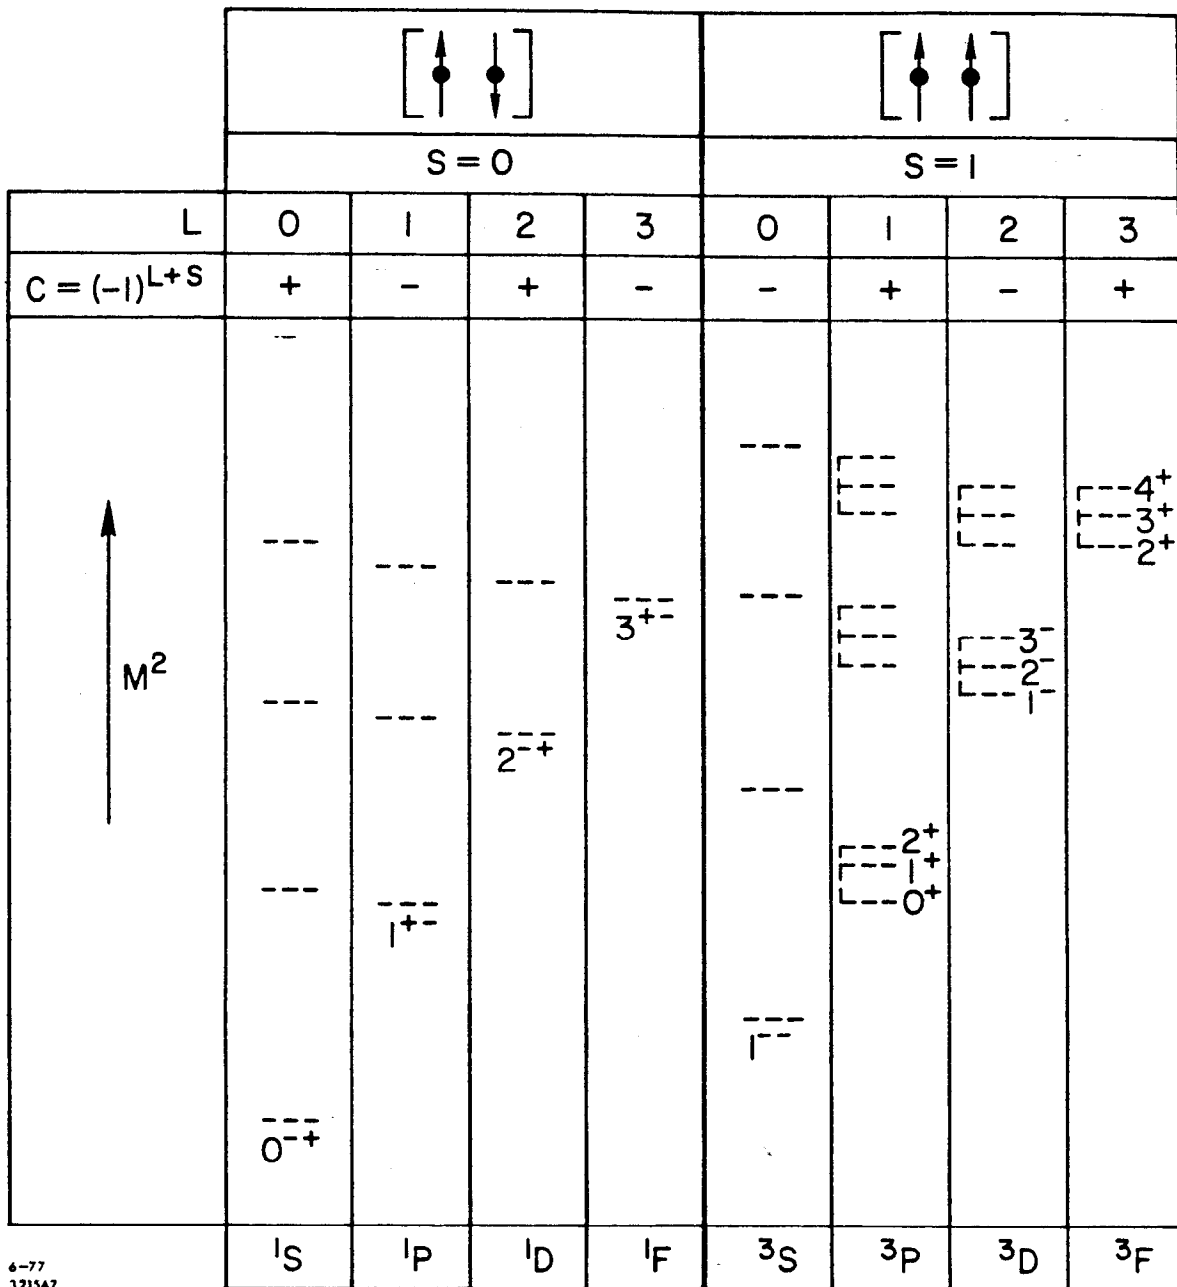 S = 0 S = 1
L 0 1 2 3 0 1 2 3
C = (-1)^{L+S} + - + - - + - +
4⁺
3⁺
2⁺
3⁺⁻
3⁻
2⁻
1⁻
M²
2⁻⁺
2⁺
1⁺
0⁺
1⁺⁻
1⁻⁻
0⁻⁺
¹S ¹P ¹D ¹F ³S ³P ³D ³F
6-77
3215A7